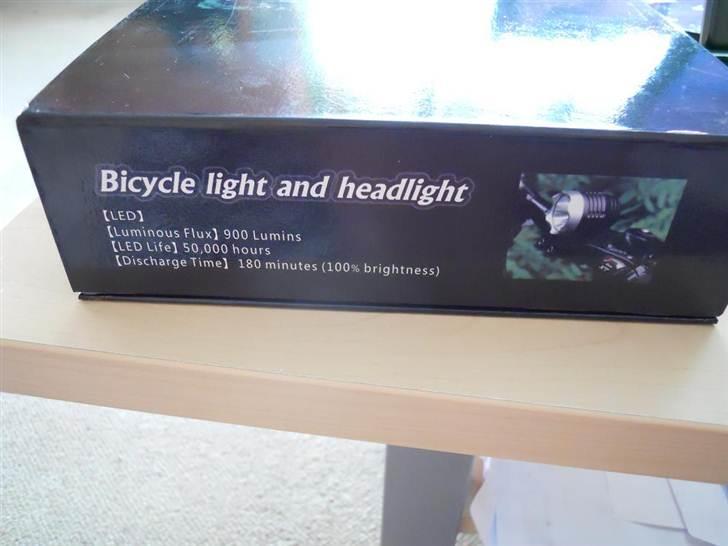 Bicycle light and headlight
【LED】
【Luminous Flux】 900 Lumins
【LED Life】 50,000 hours
【Discharge Time】 180 minutes (100% brightness)